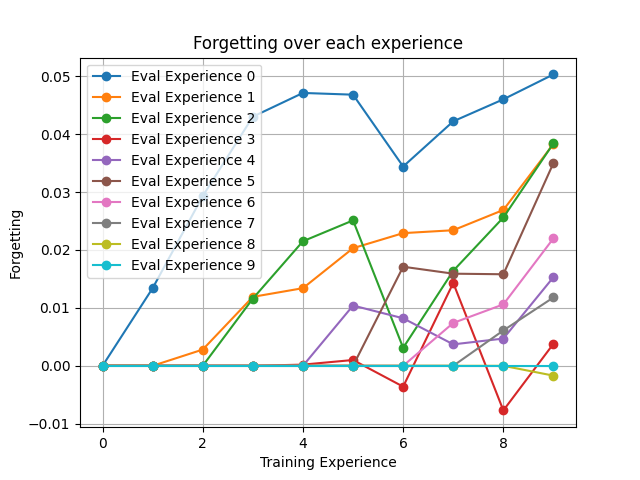 Forgetting over each experience
0.05
0.04
0.03
0.02
0.01
0.00
−0.01
Forgetting
Eval Experience 0
Eval Experience 1
Eval Experience 2
Eval Experience 3
Eval Experience 4
Eval Experience 5
Eval Experience 6
Eval Experience 7
Eval Experience 8
Eval Experience 9
0 2 4 6 8
Training Experience